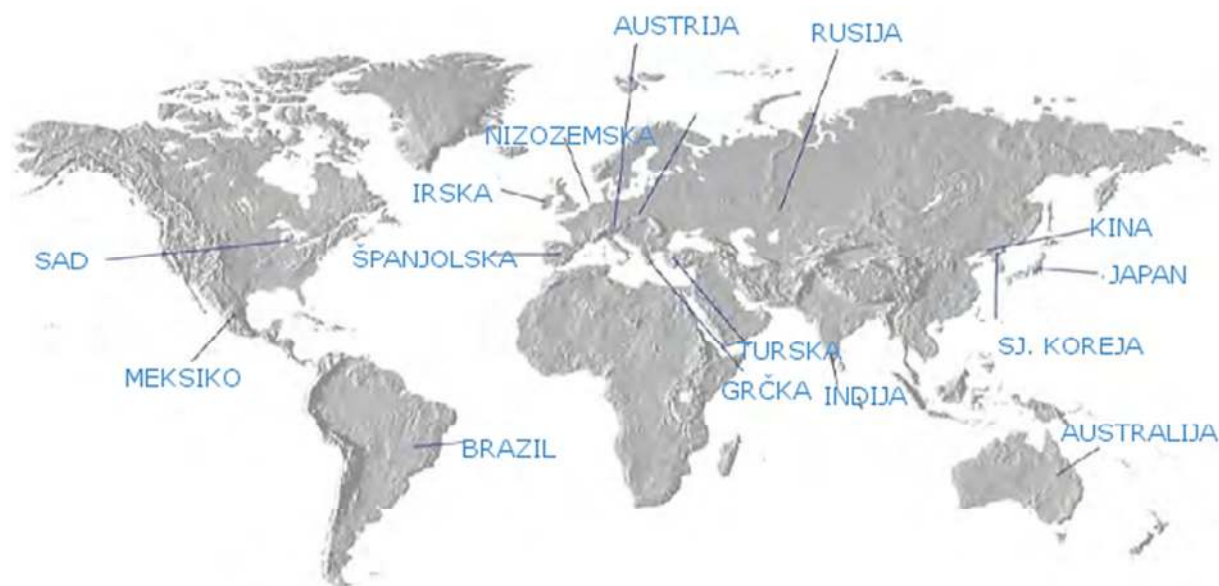 AUSTRIJA
RUSIJA
NIZOZEMSKA
IRSKA
SAD
ŠPANJOLSKA
KINA
JAPAN
SJ. KOREJA
MEKSIKO
TURSKA
GRČKA
INDIJA
BRAZIL
AUSTRALIJA